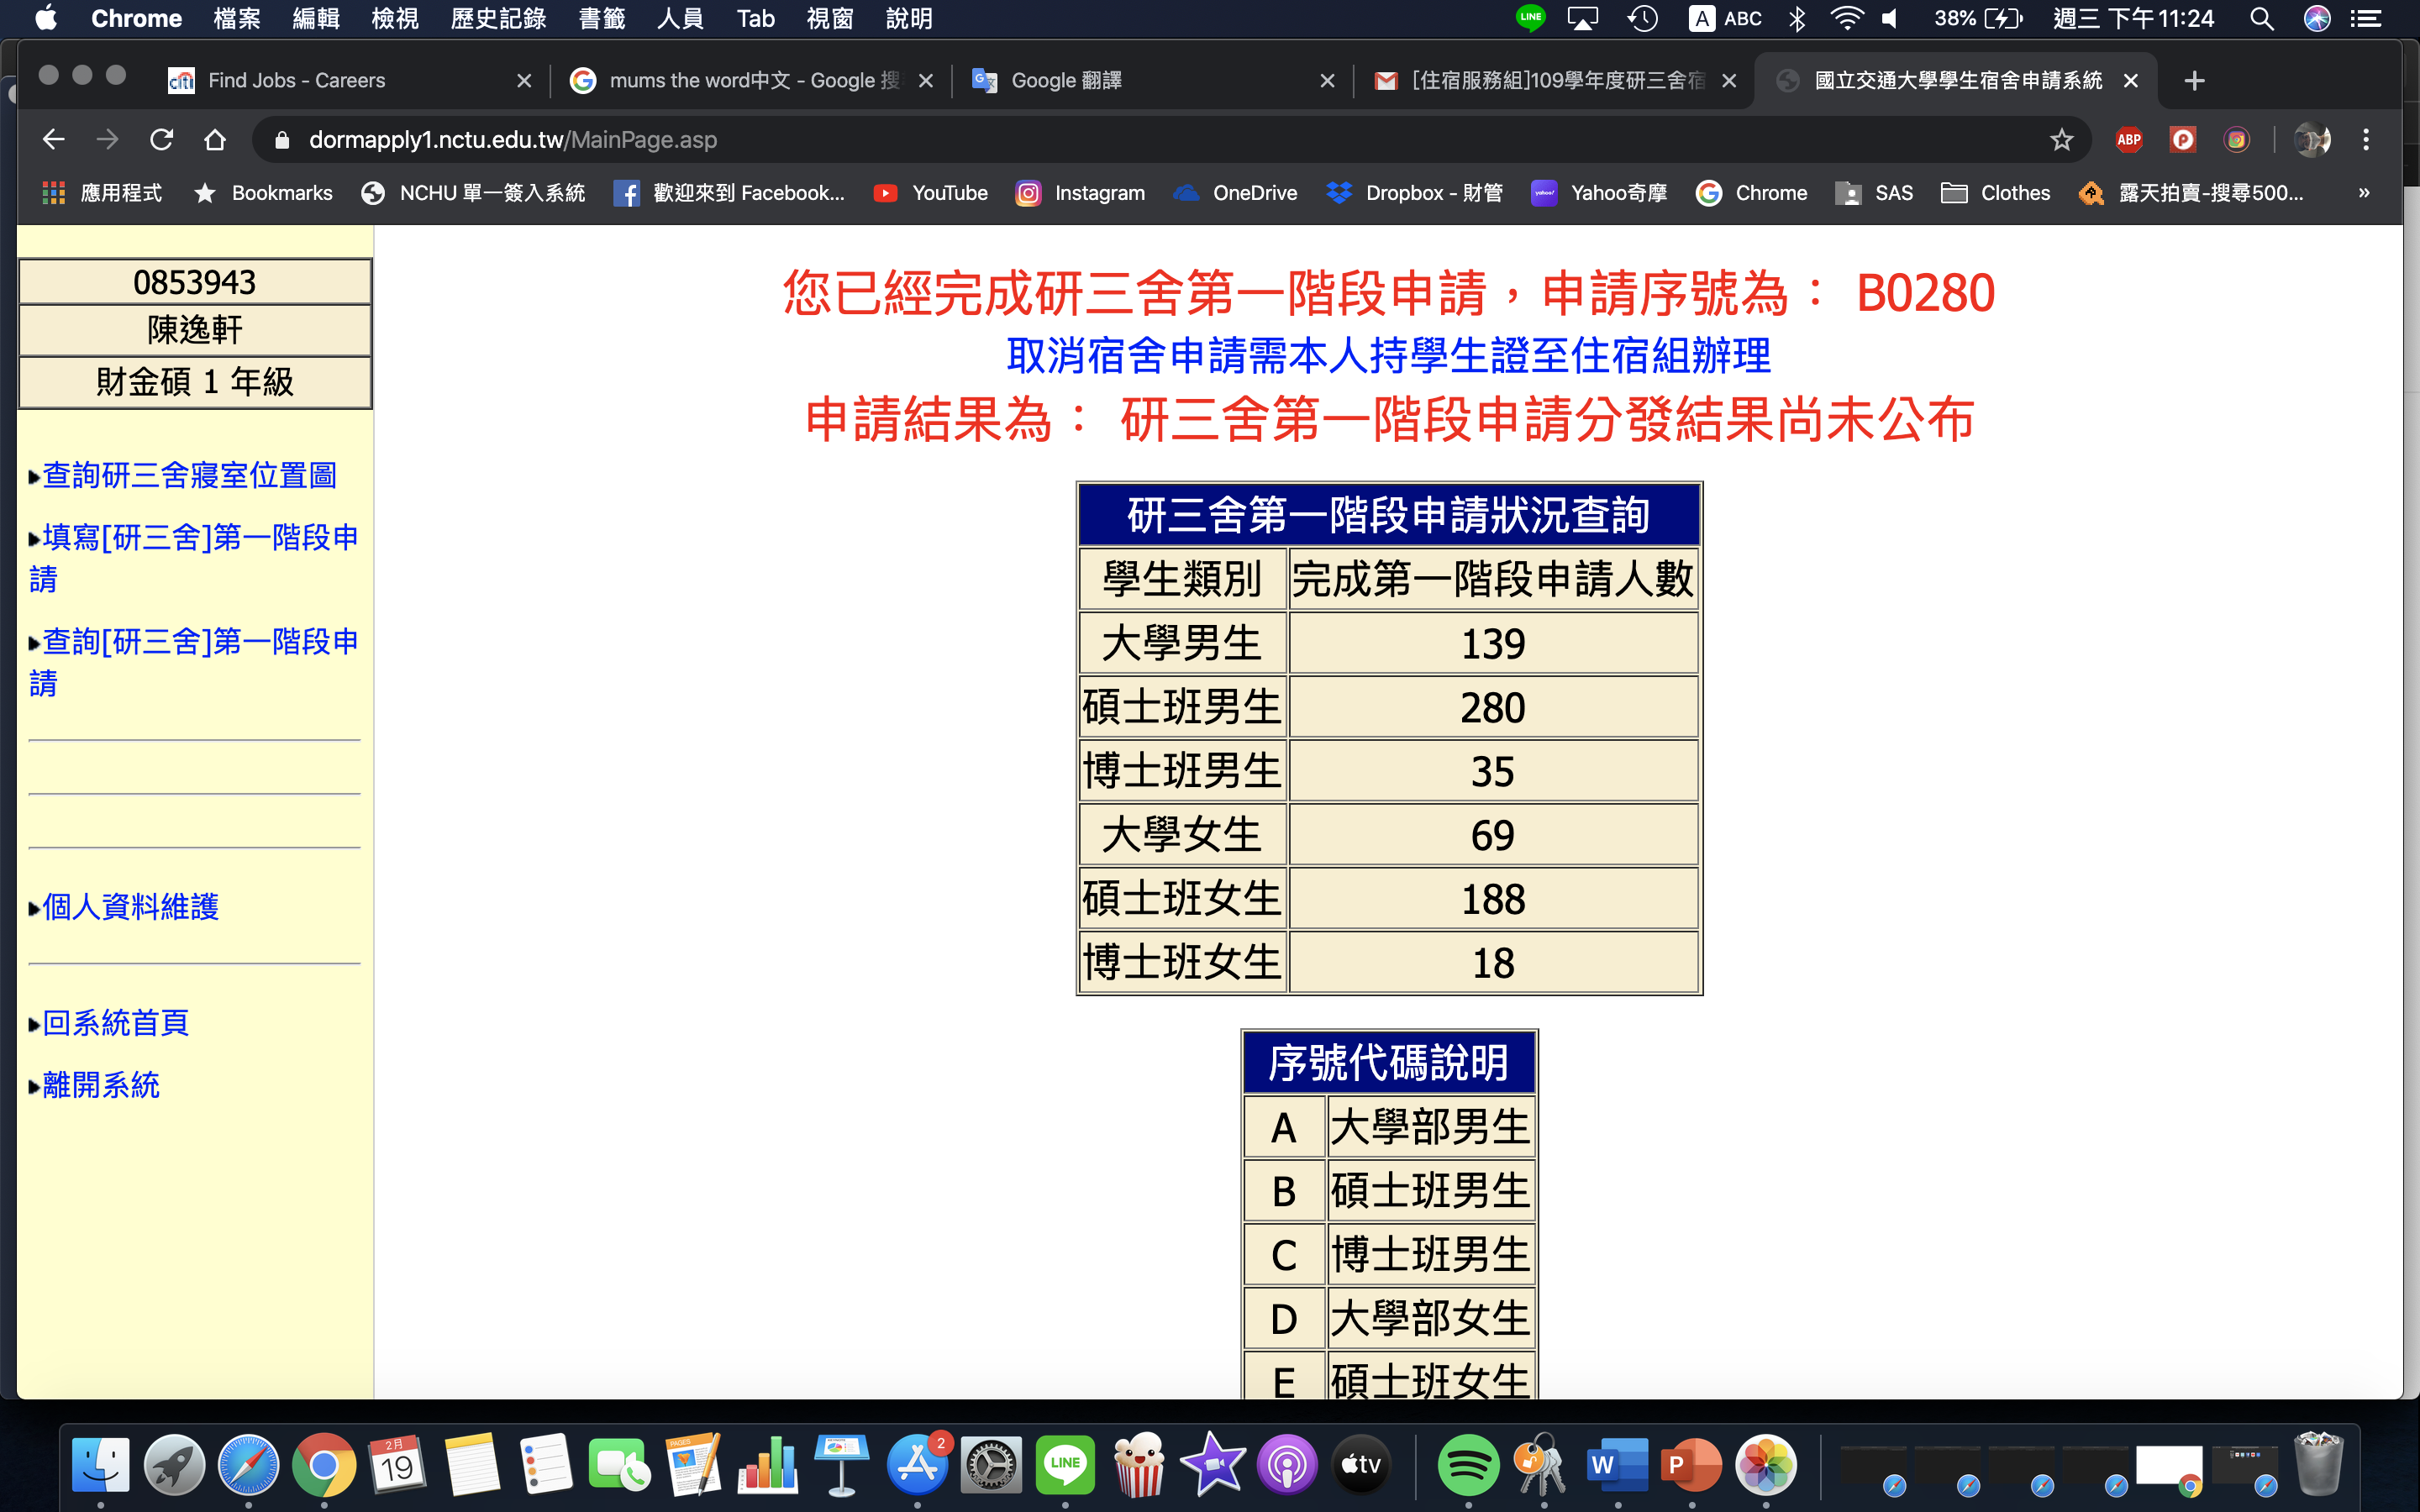 Chrome 檔案 編輯 檢視 歷史記錄 書籤 人員 Tab 視窗 說明 LINE A ABC 38% 週三 下午11:24
citi Find Jobs - Careers mums the word中文 - Google 搜 Google 翻譯 [住宿服務組]109學年度研三舍宿 國立交通大學學生宿舍申請系統
dormapply1.nctu.edu.tw/MainPage.asp ABP
應用程式 Bookmarks NCHU 單一簽入系統 歡迎來到 Facebook... YouTube Instagram OneDrive Dropbox - 財管 yahoo! Yahoo奇摩 Chrome SAS Clothes 露天拍賣-搜尋500... »
0853943
陳逸軒
財金碩 1 年級
查詢研三舍寢室位置圖
填寫[研三舍]第一階段申
請
查詢[研三舍]第一階段申
請
個人資料維護
回系統首頁
離開系統
您已經完成研三舍第一階段申請，申請序號為： B0280
取消宿舍申請需本人持學生證至住宿組辦理
申請結果為： 研三舍第一階段申請分發結果尚未公布
研三舍第一階段申請狀況查詢
學生類別 完成第一階段申請人數
大學男生 139
碩士班男生 280
博士班男生 35
大學女生 69
碩士班女生 188
博士班女生 18
序號代碼說明
A 大學部男生
B 碩士班男生
C 博士班男生
D 大學部女生
E 碩士班女生
2月
19
PAGES
2
LINE
tv
W
P